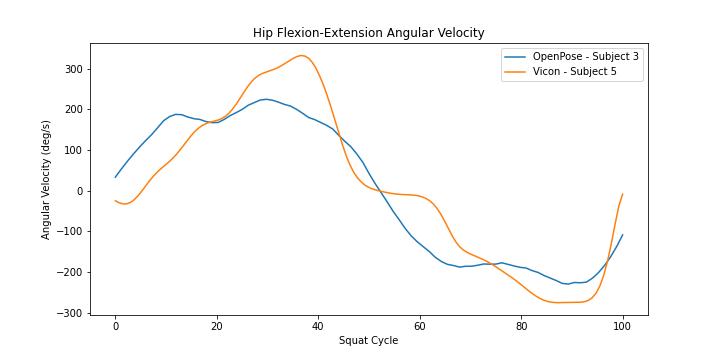 Hip Flexion-Extension Angular Velocity
OpenPose - Subject 3
Vicon - Subject 5
Angular Velocity (deg/s)
300
200
100
0
−100
−200
−300
0
20
40
60
80
100
Squat Cycle